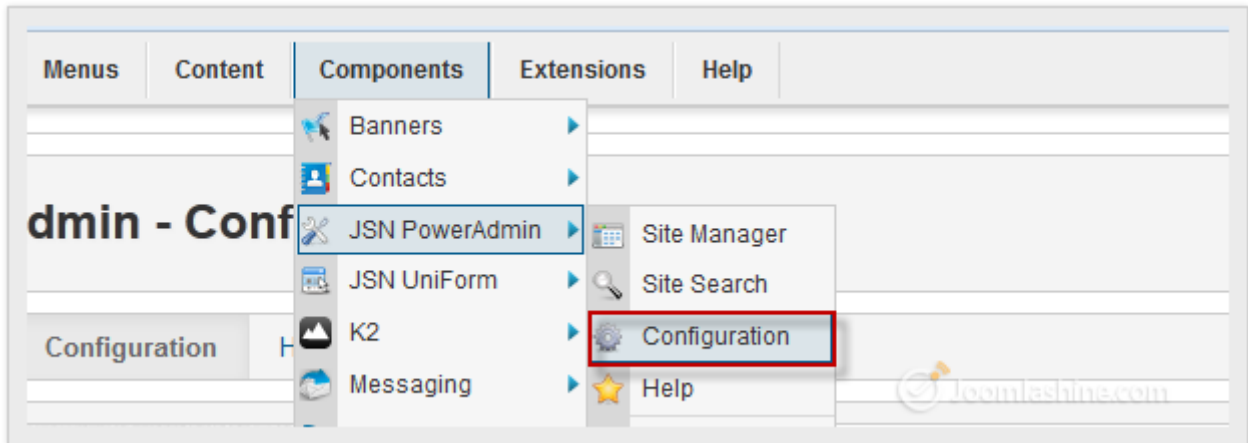 Menus Content Components Extensions Help
Banners
Contacts
dmin - Conf
JSN PowerAdmin
Site Manager
JSN UniForm
Site Search
Configuration
H
K2
Configuration
Messaging
Help
Joomlashine.com